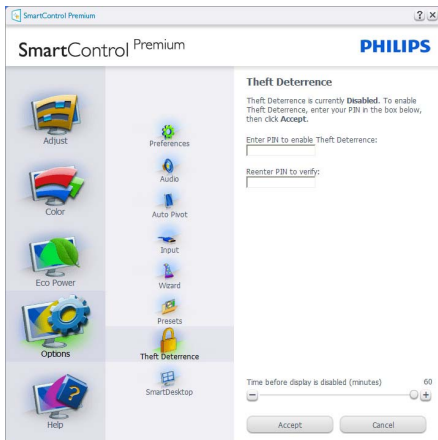 SmartControl Premium
? ×
SmartControl Premium
PHILIPS
Adjust
Color
Eco Power
Options
Help
Preferences
Audio
Auto Pivot
Input
Wizard
Presets
Theft Deterrence
SmartDesktop
Theft Deterrence
Theft Deterrence is currently Disabled. To enable
Theft Deterrence, enter your PIN in the box below,
then click Accept.
Enter PIN to enable Theft Deterrence:
Reenter PIN to verify:
Time before display is disabled (minutes) 60
Accept Cancel